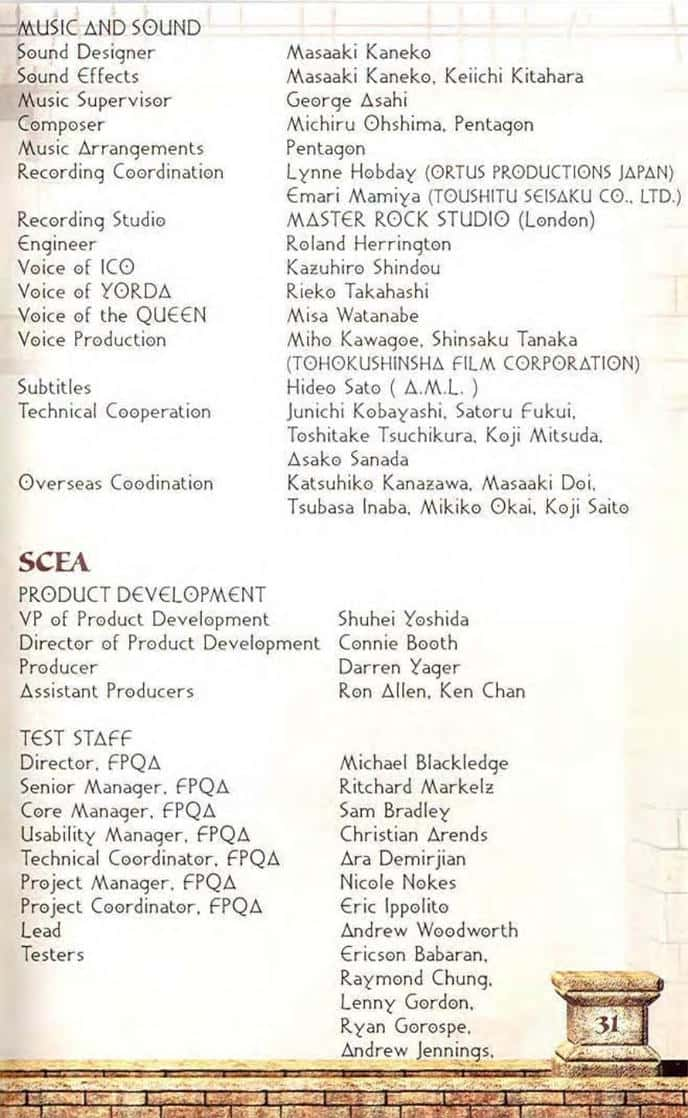 MUSIC AND SOUND
Sound Designer Masaaki Kaneko
Sound Effects Masaaki Kaneko, Keiichi Kitahara
Music Supervisor George Asahi
Composer Michiru Ohshima, Pentagon
Music Arrangements Pentagon
Recording Coordination Lynne Hobday (ORTUS PRODUCTIONS JAPAN)
Emari Mamiya (TOUSHITU SEISAKU CO., LTD.)
Recording Studio MASTER ROCK STUDIO (London)
Engineer Roland Herrington
Voice of ICO Kazuhiro Shindou
Voice of YORDA Rieko Takahashi
Voice of the QUEEN Misa Watanabe
Voice Production Miho Kawagoe, Shinsaku Tanaka
(TOHOKUSHINSHA FILM CORPORATION)
Subtitles Hideo Sato ( A.M.L. )
Technical Cooperation Junichi Kobayashi, Satoru Fukui,
Toshitake Tsuchikura, Koji Mitsuda,
Asako Sanada
Overseas Coodination Katsuhiko Kanazawa, Masaaki Doi,
Tsubasa Inaba, Mikiko Okai, Koji Saito
SCEA
PRODUCT DEVELOPMENT
VP of Product Development Shuhei Yoshida
Director of Product Development Connie Booth
Producer Darren Yager
Assistant Producers Ron Allen, Ken Chan
TEST STAFF
Director, FPQA Michael Blackledge
Senior Manager, FPQA Ritchard Markelz
Core Manager, FPQA Sam Bradley
Usability Manager, FPQA Christian Arends
Technical Coordinator, FPQA Ara Demirjian
Project Manager, FPQA Nicole Nokes
Project Coordinator, FPQA Eric Ippolito
Lead Andrew Woodworth
Testers Ericson Babaran,
Raymond Chung,
Lenny Gordon,
Ryan Gorospe,
Andrew Jennings,
31